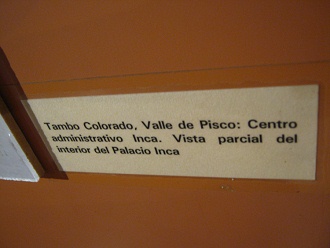 Tambo Colorado, Valle de Pisco: Centro
administrativo Inca. Vista parcial del
interior del Palacio Inca